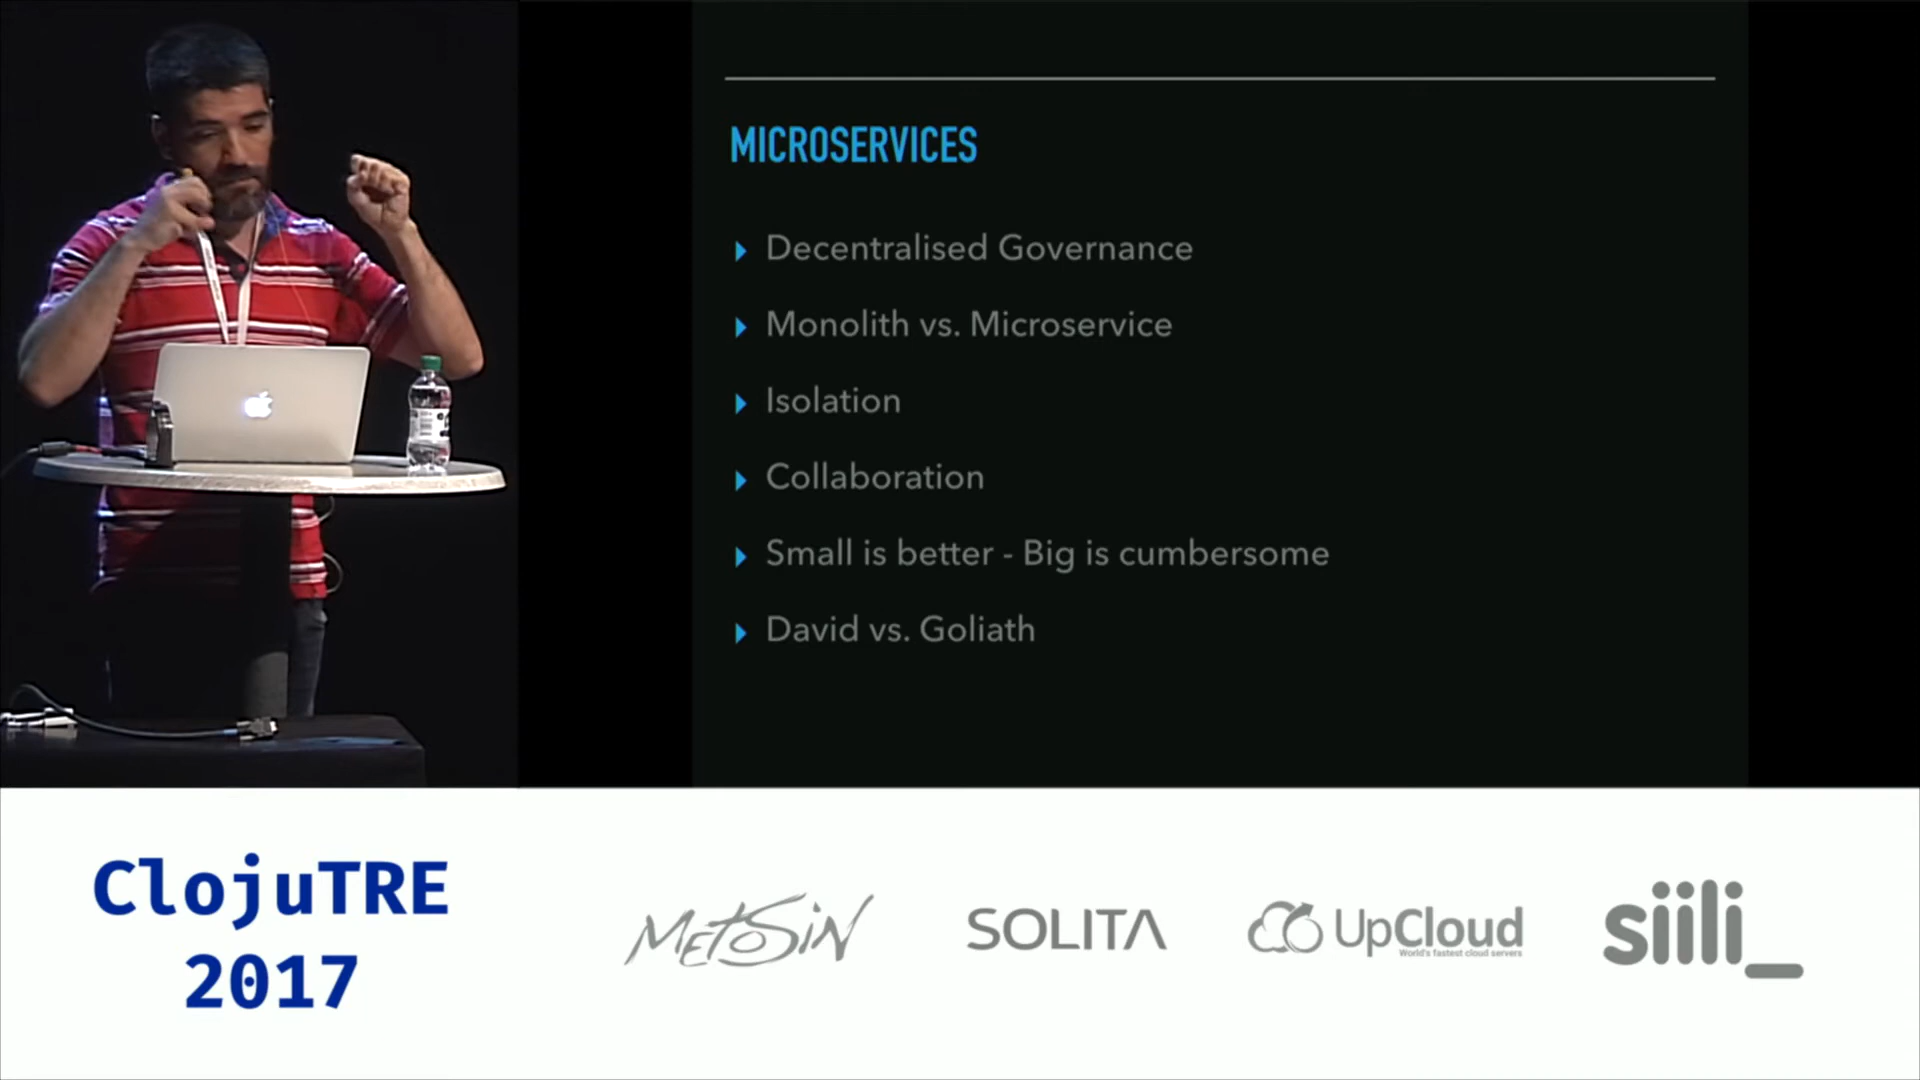 MICROSERVICES
Decentralised Governance
Monolith vs. Microservice
Isolation
Collaboration
Small is better - Big is cumbersome
David vs. Goliath
ClojuTRE
2017
METOSIN
SOLITA
UpCloud
World's fastest cloud servers
siili_